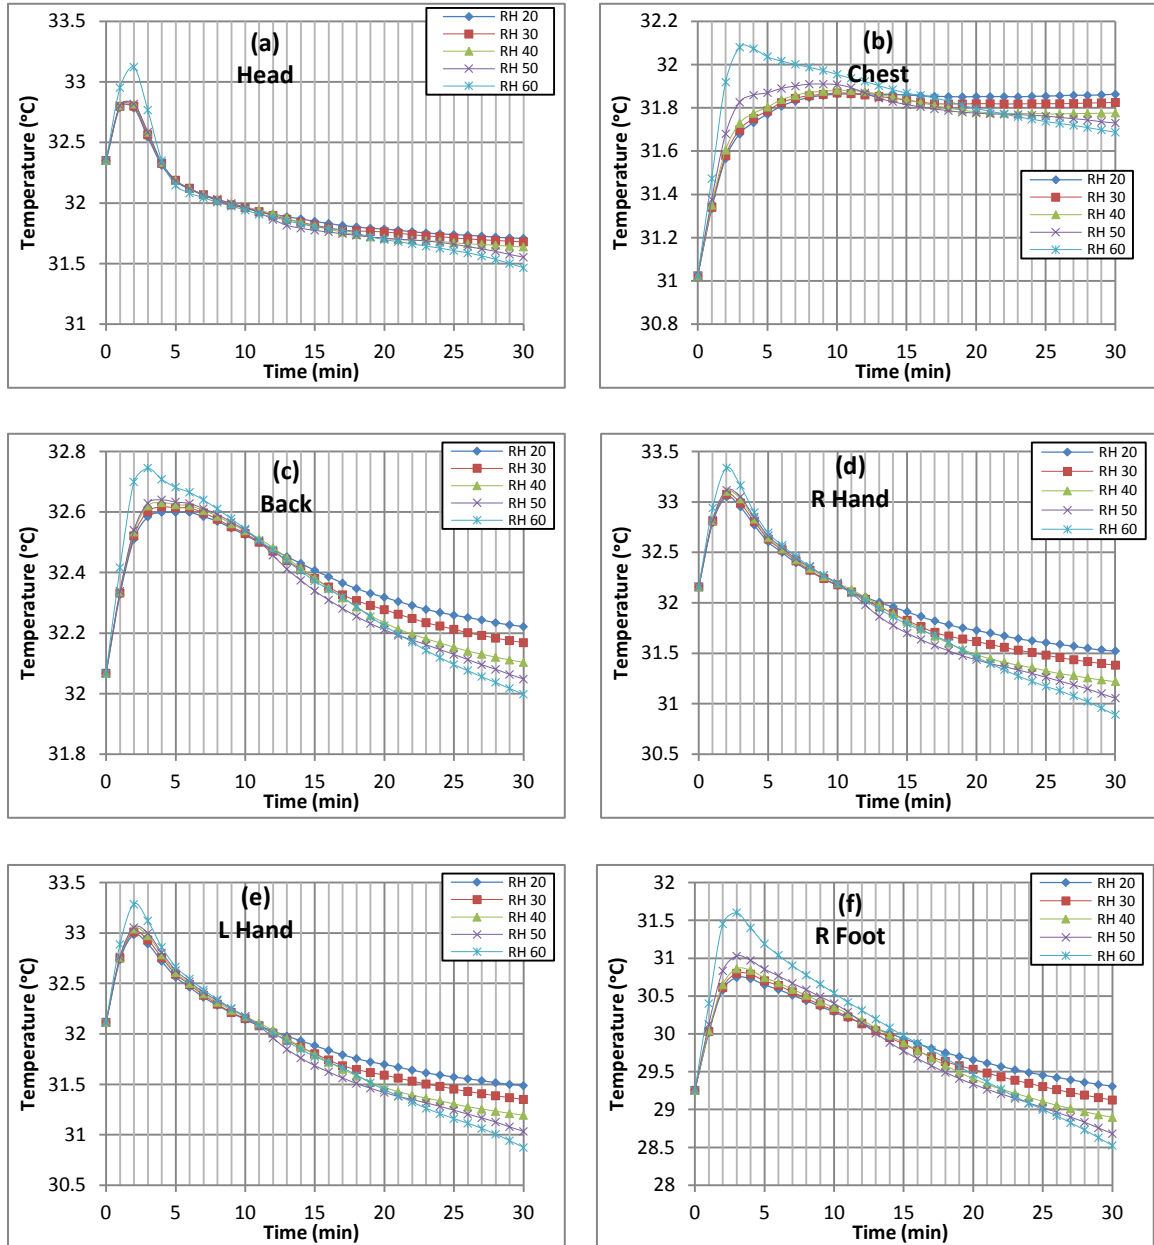 (a)
Head
Temperature (°C)
33.5
33
32.5
32
31.5
31
0 5 10 15 20 25 30
Time (min)
RH 20
RH 30
RH 40
RH 50
RH 60
(b)
Chest
Temperature (°C)
32.2
32
31.8
31.6
31.4
31.2
31
30.8
0 5 10 15 20 25 30
Time (min)
RH 20
RH 30
RH 40
RH 50
RH 60
(c)
Back
Temperature (°C)
32.8
32.6
32.4
32.2
32
31.8
0 5 10 15 20 25 30
Time (min)
RH 20
RH 30
RH 40
RH 50
RH 60
(d)
R Hand
Temperature (°C)
33.5
33
32.5
32
31.5
31
30.5
0 5 10 15 20 25 30
Time (min)
RH 20
RH 30
RH 40
RH 50
RH 60
(e)
L Hand
Temperature (°C)
33.5
33
32.5
32
31.5
31
30.5
0 5 10 15 20 25 30
Time (min)
RH 20
RH 30
RH 40
RH 50
RH 60
(f)
R Foot
Temperature (°C)
32
31.5
31
30.5
30
29.5
29
28.5
28
0 5 10 15 20 25 30
Time (min)
RH 20
RH 30
RH 40
RH 50
RH 60